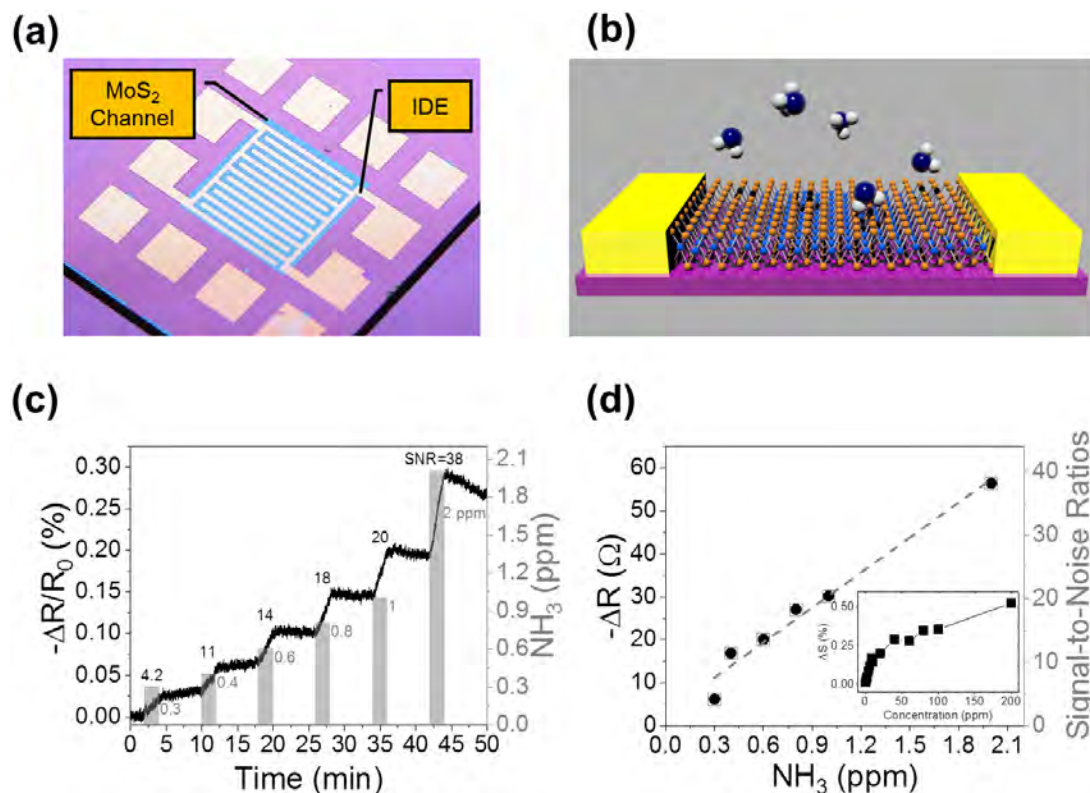 (a)
MoS₂
Channel
IDE
(b)
(c)
-ΔR/R₀ (%)
0.30
0.25
0.20
0.15
0.10
0.05
0.00
4.2
11
14
18
20
SNR=38
0.3
0.4
0.6
0.8
1
2 ppm
2.1
1.8
1.5
1.2
0.9
0.6
0.3
0.0
NH₃ (ppm)
0 5 10 15 20 25 30 35 40 45 50
Time (min)
(d)
-ΔR (Ω)
60
50
40
30
20
10
0
40
30
20
10
0
Signal-to-Noise Ratios
ΔS (%)
0.50
0.25
0.00
0 50 100 150 200
Concentration (ppm)
0.0 0.3 0.6 0.9 1.2 1.5 1.8 2.1
NH₃ (ppm)